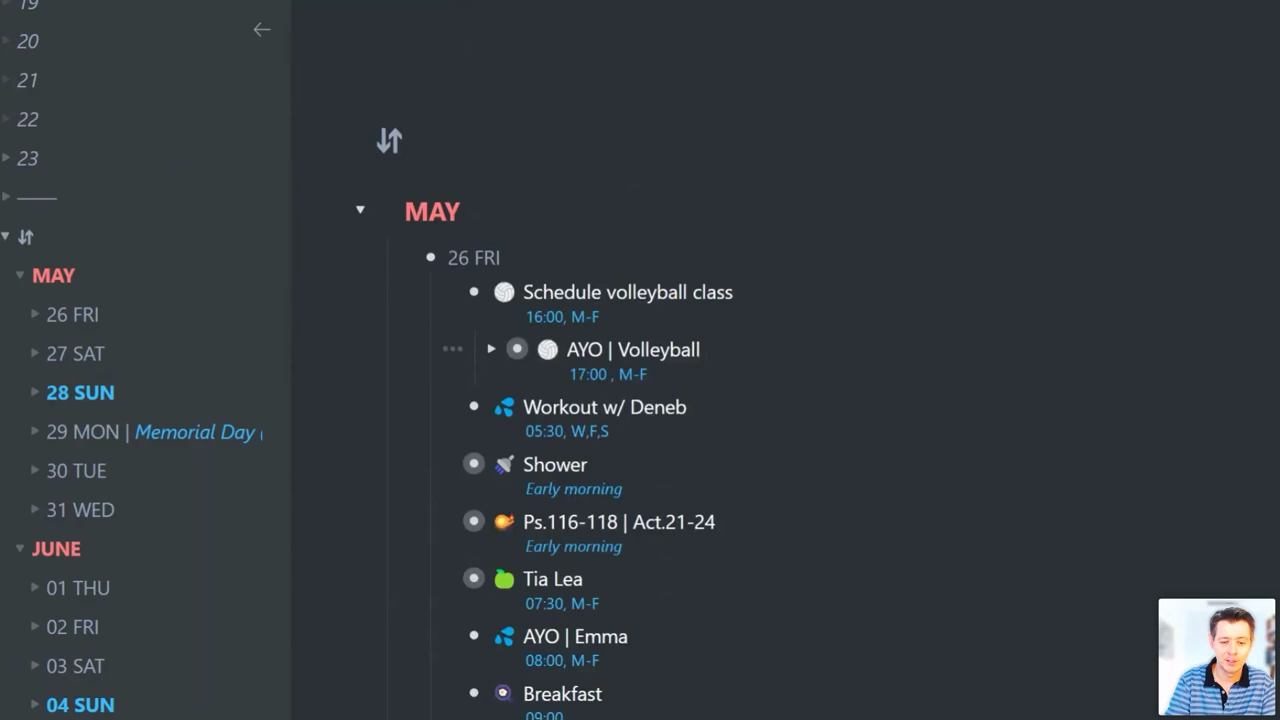 19
20
21
22
23
MAY
26 FRI
27 SAT
28 SUN
29 MON | Memorial Day
30 TUE
31 WED
JUNE
01 THU
02 FRI
03 SAT
04 SUN
MAY
26 FRI
Schedule volleyball class
16:00, M-F
AYO | Volleyball
17:00 , M-F
Workout w/ Deneb
05:30, W,F,S
Shower
Early morning
Ps.116-118 | Act.21-24
Early morning
Tia Lea
07:30, M-F
AYO | Emma
08:00, M-F
Breakfast
09:00